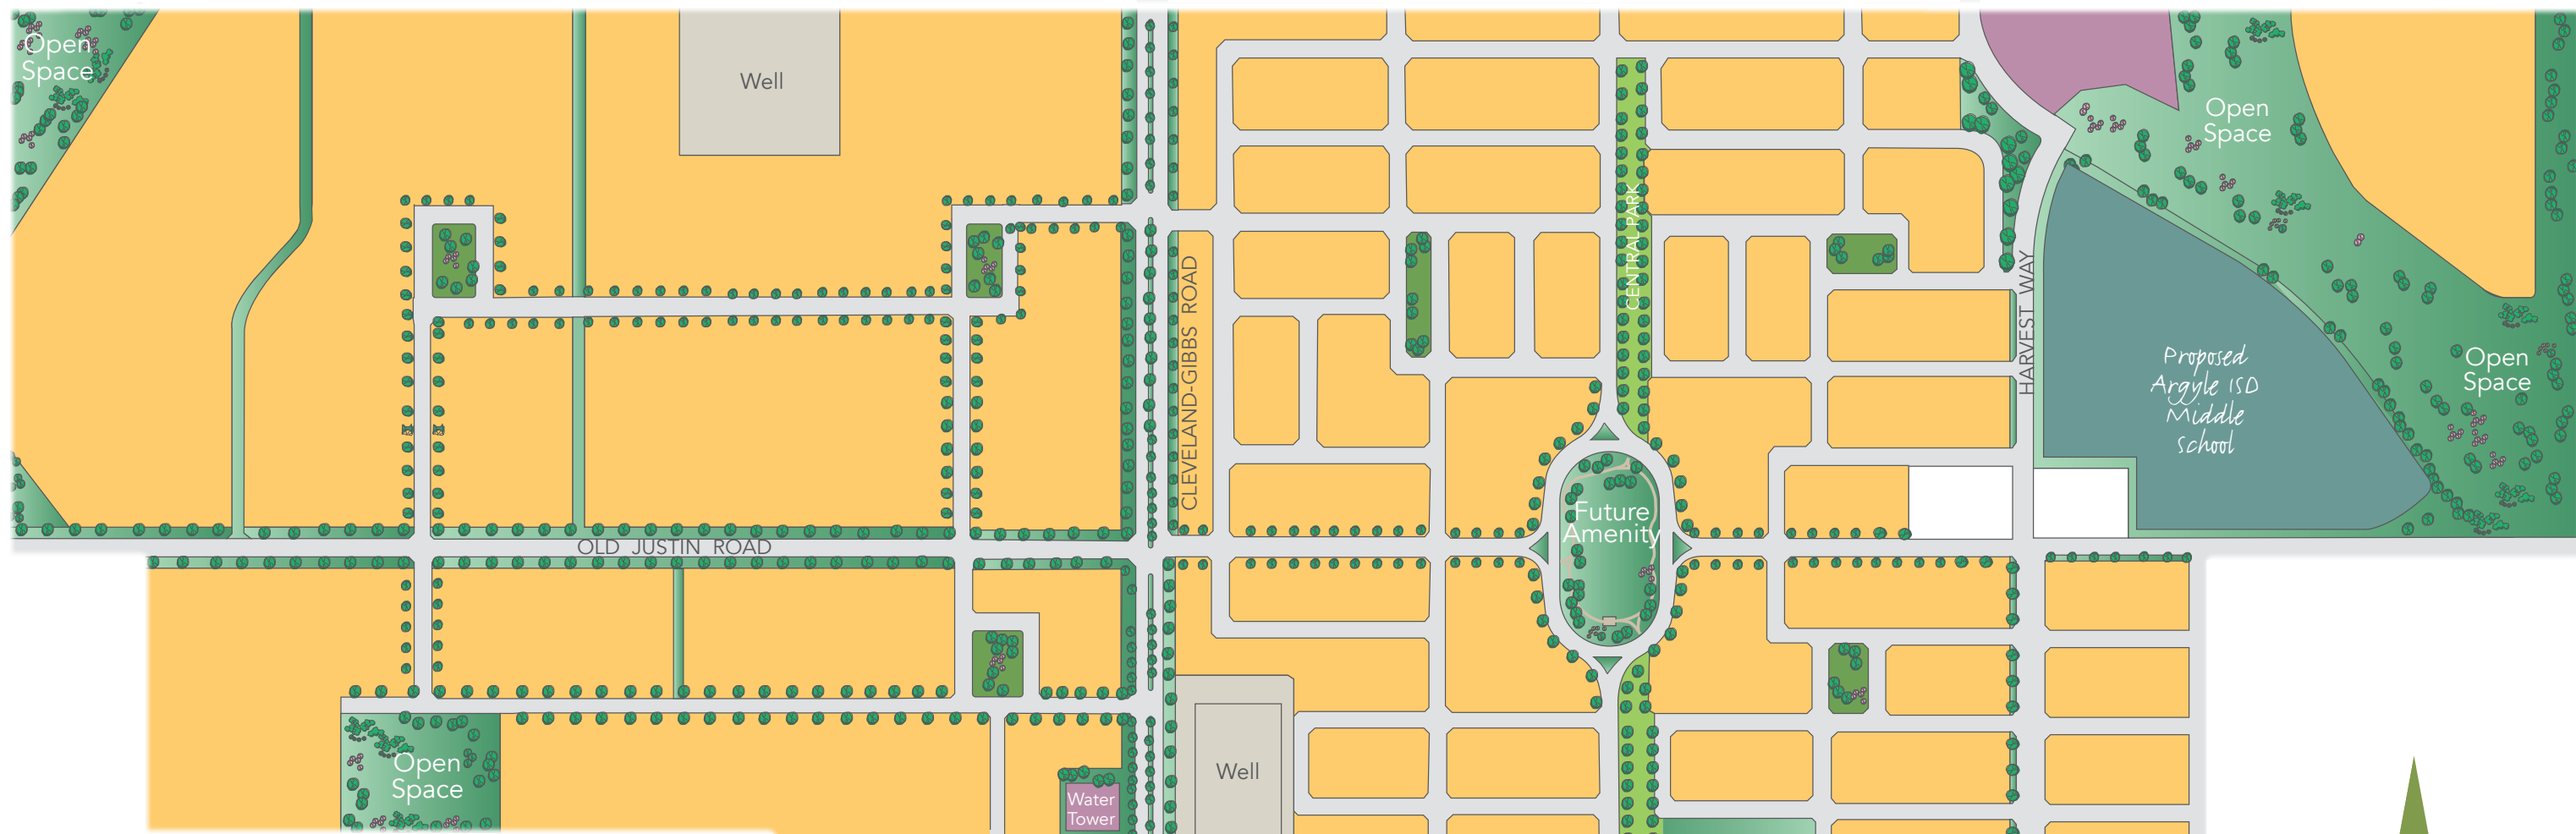 Open
Space
Well
Open
Space
CENTRAL PARK
CLEVELAND-GIBBS ROAD
HARVEST WAY
Proposed
Argyle ISD
Middle
School
Open
Space
Future
Amenity
OLD JUSTIN ROAD
Open
Space
Well
Water
Tower